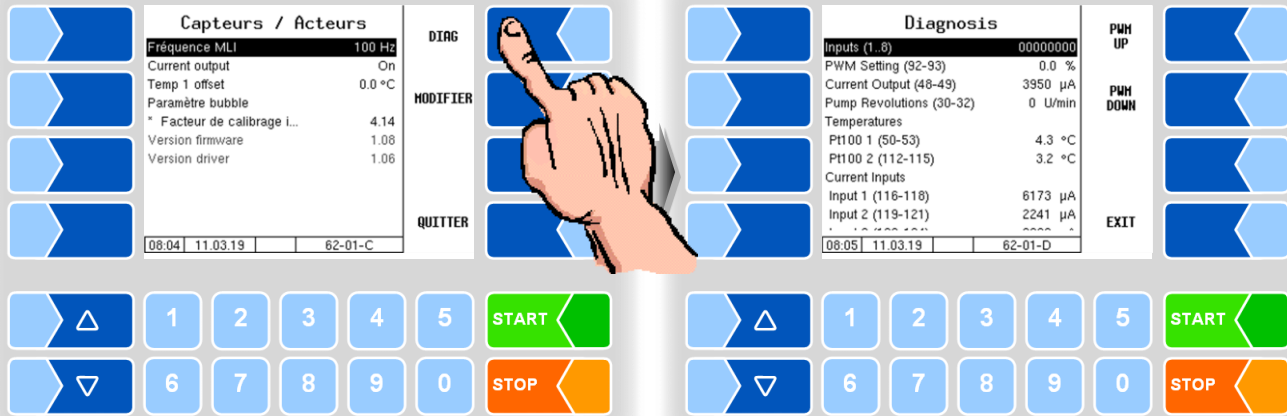 Capteurs / Acteurs
Fréquence MLI 100 Hz
Current output On
Temp 1 offset 0.0 °C
Paramètre bubble
* Facteur de calibrage i... 4.14
Version firmware 1.08
Version driver 1.06
08:04 11.03.19 62-01-C
DIAG
MODIFIER
QUITTER
1 2 3 4 5 START
6 7 8 9 0 STOP
Diagnosis
Inputs (1..8) 00000000
PWM Setting (92-93) 0.0 %
Current Output (48-49) 3950 µA
Pump Revolutions (30-32) 0 U/min
Temperatures
Pt100 1 (50-53) 4.3 °C
Pt100 2 (112-115) 3.2 °C
Current Inputs
Input 1 (116-118) 6173 µA
Input 2 (119-121) 2241 µA
08:05 11.03.19 62-01-D
PWM
UP
PWM
DOWN
EXIT
1 2 3 4 5 START
6 7 8 9 0 STOP